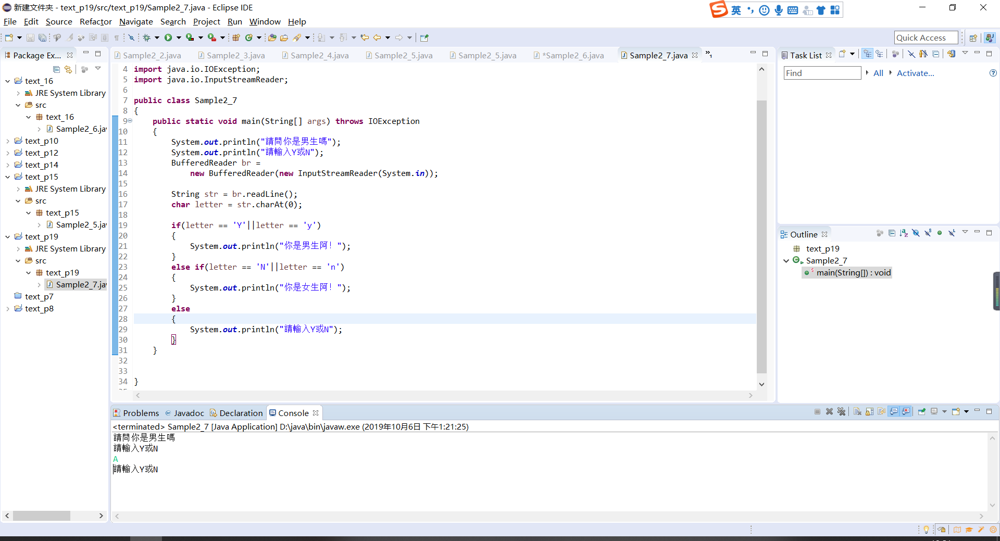 新建文件夹 - text_p19/src/text_p19/Sample2_7.java - Eclipse IDE
英
File Edit Source Refactor Navigate Search Project Run Window Help
Quick Access
Package Ex...
text_16
JRE System Library
src
text_16
Sample2_6.jav
text_p10
text_p12
text_p14
text_p15
JRE System Library
src
text_p15
Sample2_5.jav
text_p19
JRE System Library
src
text_p19
Sample2_7.jav
text_p7
text_p8
Sample2_2.java Sample2_3.java Sample2_4.java Sample2_5.java Sample2_5.java *Sample2_6.java Sample2_7.java »1
4 import java.io.IOException;
5 import java.io.InputStreamReader;
6
7 public class Sample2_7
8 {
9 public static void main(String[] args) throws IOException
10 {
11 System.out.println("請問你是男生嗎");
12 System.out.println("請輸入Y或N");
13 BufferedReader br =
14 new BufferedReader(new InputStreamReader(System.in));
15
16 String str = br.readLine();
17 char letter = str.charAt(0);
18
19 if(letter == 'Y'||letter == 'y')
20 {
21 System.out.println("你是男生阿！");
22 }
23 else if(letter == 'N'||letter == 'n')
24 {
25 System.out.println("你是女生阿！");
26 }
27 else
28 {
29 System.out.println("請輸入Y或N");
30 }
31 }
32
33
34 }
Task List
Find All Activate...
Outline
text_p19
Sample2_7
main(String[]) : void
Problems @ Javadoc Declaration Console
<terminated> Sample2_7 [Java Application] D:\java\bin\javaw.exe (2019年10月6日 下午1:21:25)
請問你是男生嗎
請輸入Y或N
A
請輸入Y或N